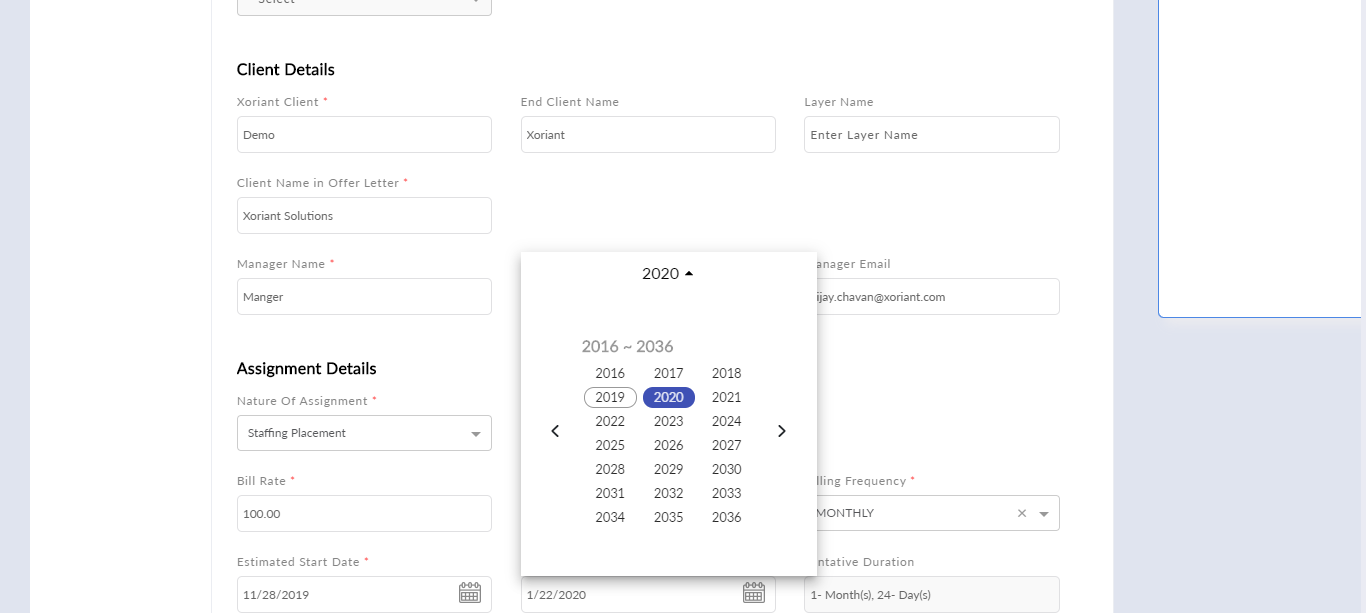 Select
Client Details
Xoriant Client *
End Client Name
Layer Name
Demo
Xoriant
Enter Layer Name
Client Name in Offer Letter *
Xoriant Solutions
Manager Name *
anager Email
Manger
ijay.chavan@xoriant.com
2020
2016 ~ 2036
2016 2017 2018
2019 2020 2021
2022 2023 2024
2025 2026 2027
2028 2029 2030
2031 2032 2033
2034 2035 2036
Assignment Details
Nature Of Assignment *
Staffing Placement
Bill Rate *
lling Frequency *
100.00
MONTHLY
Estimated Start Date *
ntative Duration
11/28/2019
1/22/2020
1- Month(s), 24- Day(s)